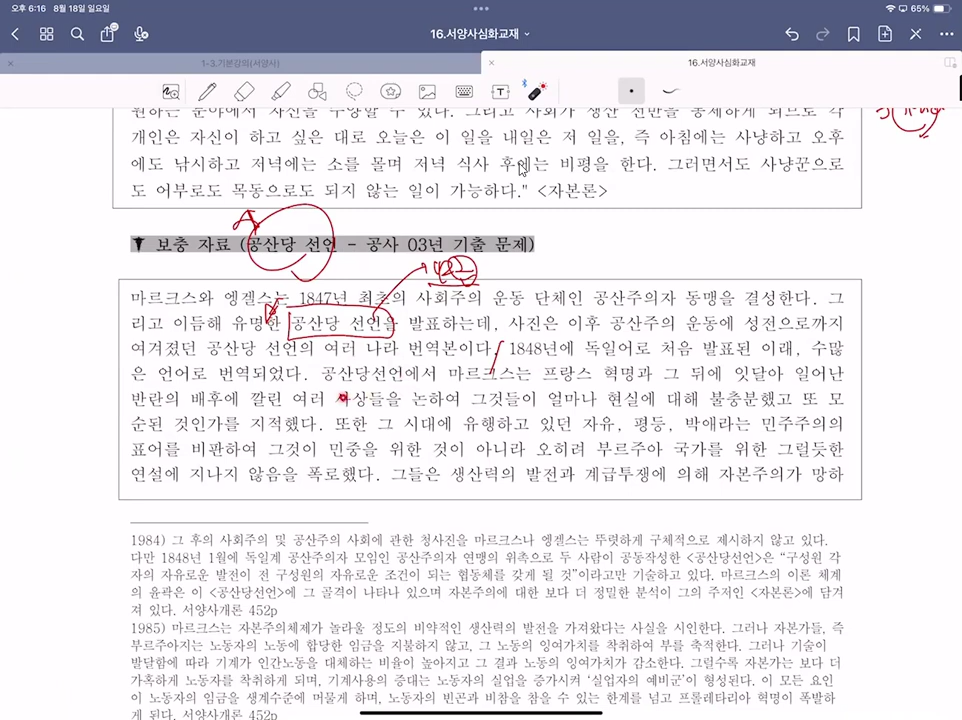 오후 6:16 8월 18일 일요일
65%
16.서양사심화교재
1-3.기본강의(서양사)
16.서양사심화교재
원하는 분야에서 자신을 수양할 수 있다. 그리고 사회가 생산 전반을 통제하게 되므로 각
개인은 자신이 하고 싶은 대로 오늘은 이 일을 내일은 저 일을, 즉 아침에는 사냥하고 오후
에도 낚시하고 저녁에는 소를 몰며 저녁 식사 후에는 비평을 한다. 그러면서도 사냥꾼으로
도 어부로도 목동으로도 되지 않는 일이 가능하다." <자본론>
보충 자료 (공산당 선언 - 공사 03년 기출 문제)
마르크스와 엥겔스는 1847년 최초의 사회주의 운동 단체인 공산주의자 동맹을 결성한다. 그
리고 이듬해 유명한 공산당 선언을 발표하는데, 사진은 이후 공산주의 운동에 성전으로까지
여겨졌던 공산당 선언의 여러 나라 번역본이다. 1848년에 독일어로 처음 발표된 이래, 수많
은 언어로 번역되었다. 공산당선언에서 마르크스는 프랑스 혁명과 그 뒤에 잇달아 일어난
반란의 배후에 깔린 여러 사상들을 논하여 그것들이 얼마나 현실에 대해 불충분했고 또 모
순된 것인가를 지적했다. 또한 그 시대에 유행하고 있던 자유, 평등, 박애라는 민주주의의
표어를 비판하여 그것이 민중을 위한 것이 아니라 오히려 부르주아 국가를 위한 그럴듯한
연설에 지나지 않음을 폭로했다. 그들은 생산력의 발전과 계급투쟁에 의해 자본주의가 망하
1984) 그 후의 사회주의 및 공산주의 사회에 관한 청사진을 마르크스나 엥겔스는 뚜렷하게 구체적으로 제시하지 않고 있다.
다만 1848년 1월에 독일계 공산주의자 모임인 공산주의자 연맹의 위촉으로 두 사람이 공동작성한 <공산당선언>은 "구성원 각
자의 자유로운 발전이 전 구성원의 자유로운 조건이 되는 협동체를 갖게 될 것"이라고만 기술하고 있다. 마르크스의 이론 체계
의 윤곽은 이 <공산당선언>에 그 골격이 나타나 있으며 자본주의에 대한 보다 더 정밀한 분석이 그의 주저인 <자본론>에 담겨
져 있다. 서양사개론 452p
1985) 마르크스는 자본주의체제가 놀라울 정도의 비약적인 생산력의 발전을 가져왔다는 사실을 시인한다. 그러나 자본가들, 즉
부르주아지는 노동자의 노동에 합당한 임금을 지불하지 않고, 그 노동의 잉여가치를 착취하여 부를 축적한다. 그러나 기술이
발달함에 따라 기계가 인간노동을 대체하는 비율이 높아지고 그 결과 노동의 잉여가치가 감소한다. 그럴수록 자본가는 보다 더
가혹하게 노동자를 착취하게 되며, 기계사용의 증대는 노동자의 실업을 증가시켜 '실업자의 예비군'이 형성된다. 이 모든 요인
이 노동자의 임금을 생계수준에 머물게 하며, 노동자의 빈곤과 비참을 참을 수 있는 한계를 넘고 프롤레타리아 혁명이 폭발하
게 된다. 서양사개론 452p